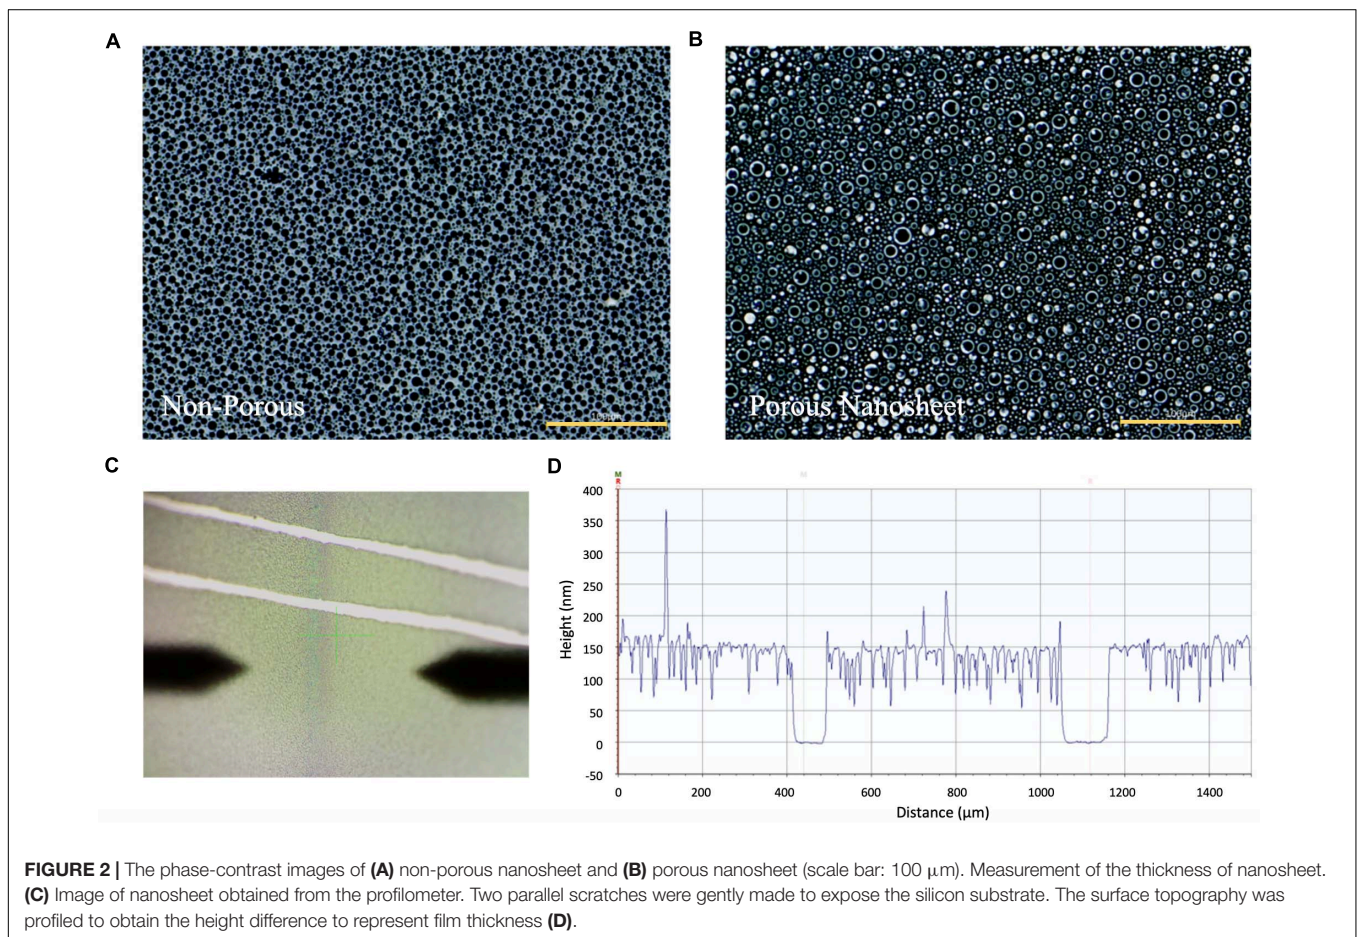 A
B
Non-Porous
100μm
Porous Nanosheet
100μm
C
D
M
R
M
R
400
350
300
250
200
150
100
50
0
-50
Height (nm)
0
200
400
600
800
1000
1200
1400
Distance (μm)
FIGURE 2 | The phase-contrast images of (A) non-porous nanosheet and (B) porous nanosheet (scale bar: 100 μm). Measurement of the thickness of nanosheet.
(C) Image of nanosheet obtained from the profilometer. Two parallel scratches were gently made to expose the silicon substrate. The surface topography was
profiled to obtain the height difference to represent film thickness (D).